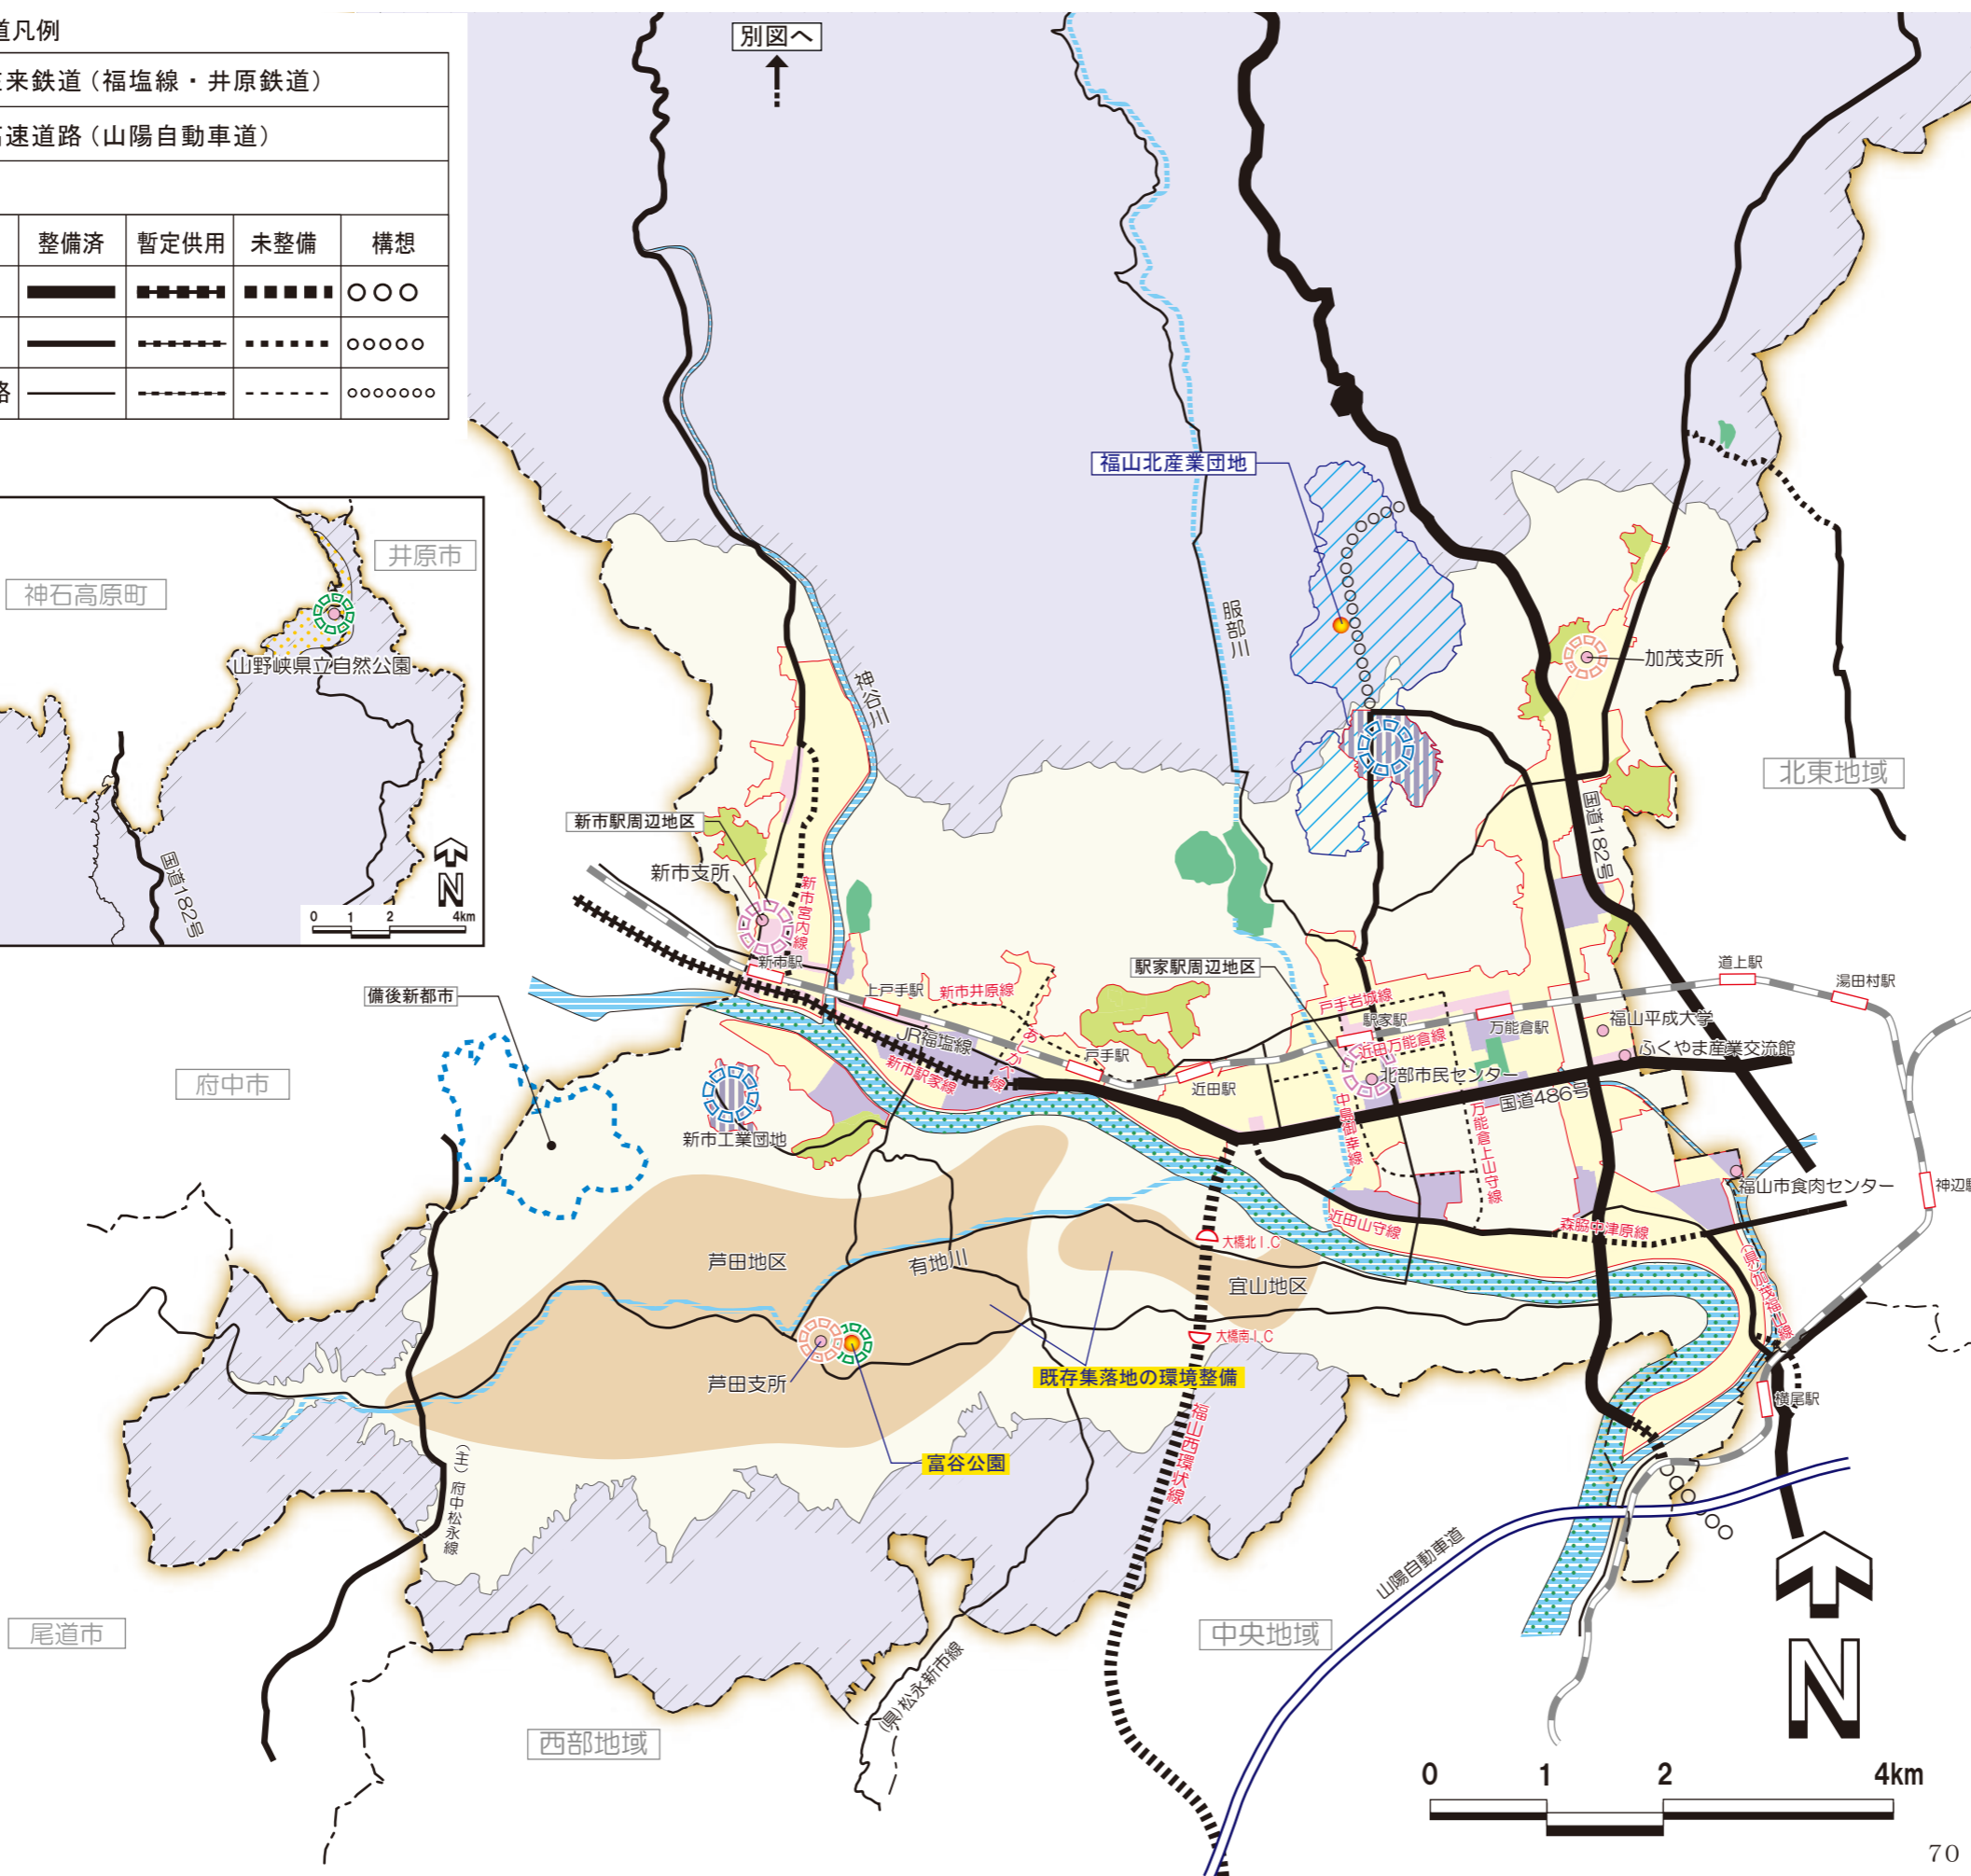 道凡例
在来鉄道（福塩線・井原鉄道）
高速道路（山陽自動車道）
整備済 暫定供用 未整備 構想
路
別図へ
井原市
神石高原町
山野峡県立自然公園
国道182号
N
0 1 2 4km
福山北産業団地
服部川
神谷川
加茂支所
北東地域
国道182号
新市駅周辺地区
新市支所
新市宮内線
新市駅
備後新都市
上戸手駅
新市井原線
駅家駅周辺地区
道上駅
湯田村駅
戸手岩城線
駅家駅
万能倉駅
福山平成大学
JR福塩線
あしかべ線
戸手駅
近田万能倉線
ふくやま産業交流館
府中市
新市駅家線
近田駅
北部市民センター
国道486号
新市工業団地
中島御幸線
万能倉上山守線
福山市食肉センター
神辺駅
近田山守線
森脇中津原線
大橋北I.C
芦田地区
有地川
宜山地区
大橋南I.C
芦田支所
既存集落地の環境整備
横尾駅
福山西環状線
富谷公園
(主)府中松永線
山陽自動車道
尾道市
中央地域
(県)松永新市線
西部地域
N
0 1 2 4km
70